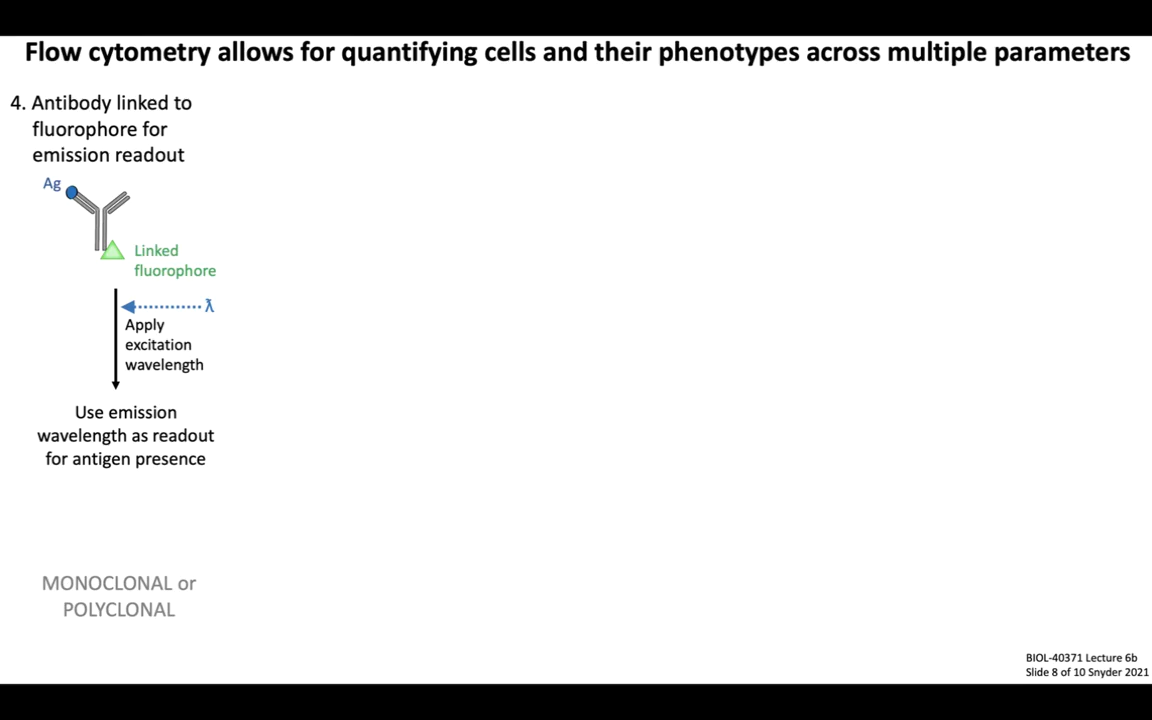 Flow cytometry allows for quantifying cells and their phenotypes across multiple parameters
4. Antibody linked to
fluorophore for
emission readout
Ag
Linked
fluorophore
λ
Apply
excitation
wavelength
Use emission
wavelength as readout
for antigen presence
MONOCLONAL or
POLYCLONAL
BIOL-40371 Lecture 6b
Slide 8 of 10 Snyder 2021